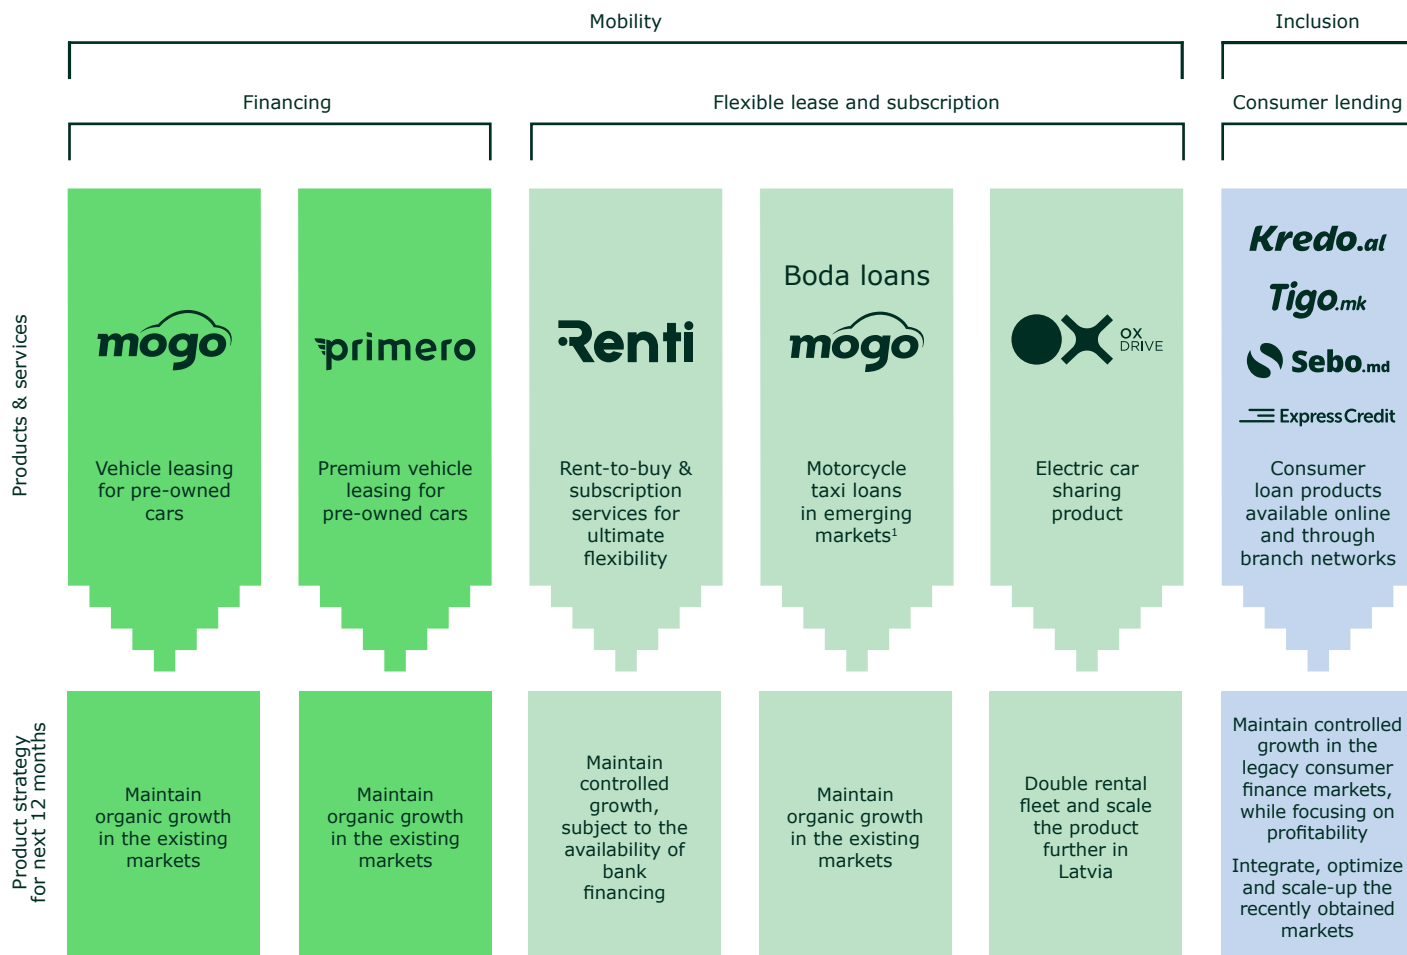 Mobility
Inclusion
Financing
Flexible lease and subscription
Consumer lending
Products & services
mogo
Vehicle leasing
for pre-owned
cars
primero
Premium vehicle
leasing for
pre-owned cars
Renti
Rent-to-buy &
subscription
services for
ultimate
flexibility
Boda loans
mogo
Motorcycle
taxi loans
in emerging
markets¹
OX
OX
DRIVE
Electric car
sharing
product
Kredo.al
Tigo.mk
Sebo.md
ExpressCredit
Consumer
loan products
available online
and through
branch networks
Product strategy
for next 12 months
Maintain
organic growth
in the existing
markets
Maintain
organic growth
in the existing
markets
Maintain
controlled
growth,
subject to the
availability of
bank
financing
Maintain
organic growth
in the existing
markets
Double rental
fleet and scale
the product
further in
Latvia
Maintain controlled
growth in the
legacy consumer
finance markets,
while focusing on
profitability
Integrate, optimize
and scale-up the
recently obtained
markets